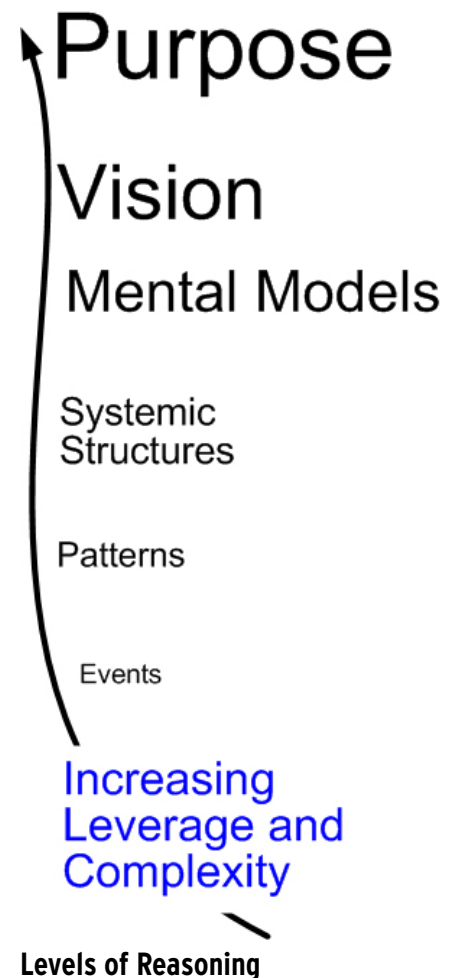 Purpose
Vision
Mental Models
Systemic
Structures
Patterns
Events
Increasing
Leverage and
Complexity
Levels of Reasoning